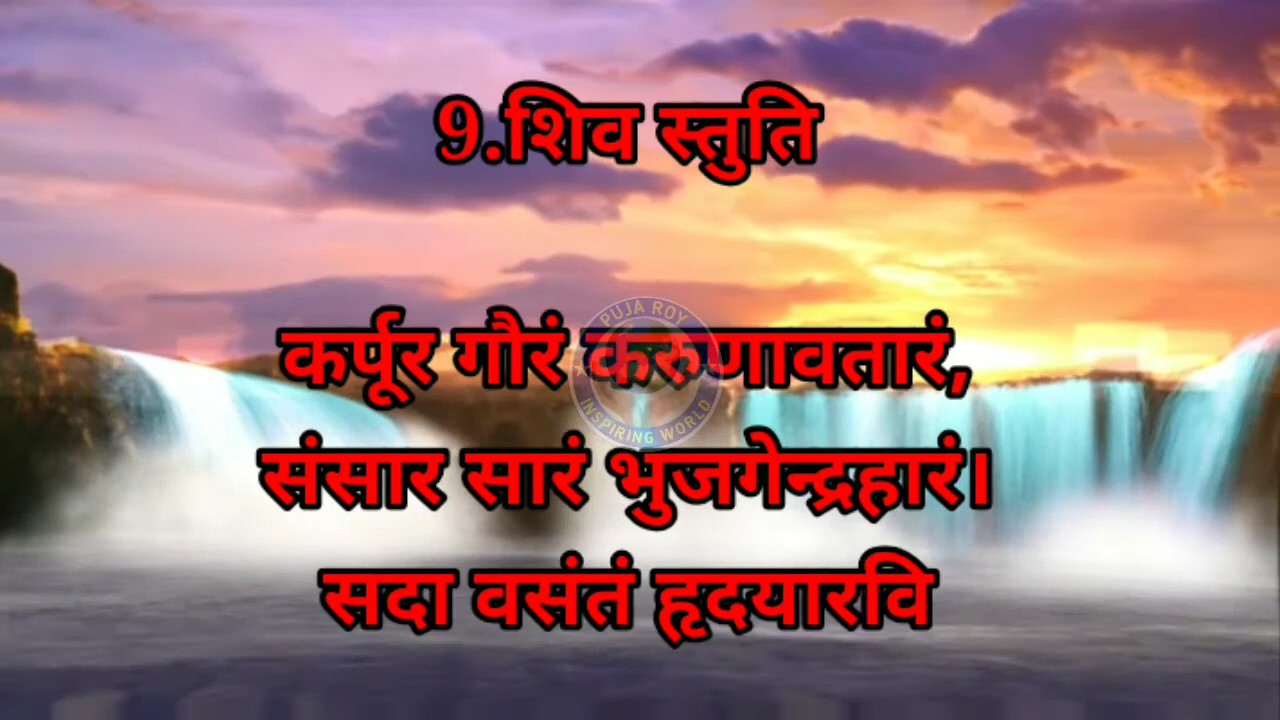 9.शिव स्तुति
कर्पूर गौरं करुणावतारं,
PUJA ROY
INSPIRING WORLD
संसार सारं भुजगेन्द्रहारं।
सदा वसंतं हृदयारवि